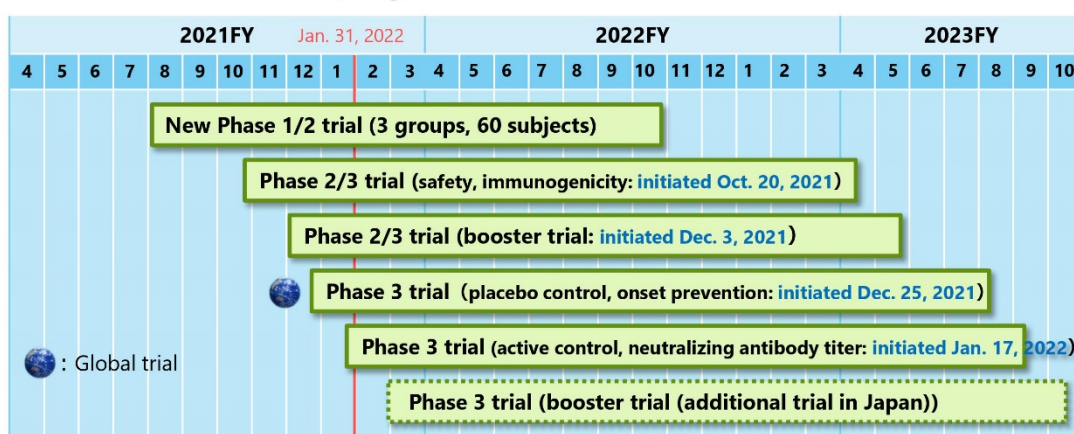 2021FY Jan. 31, 2022 2022FY 2023FY
4 5 6 7 8 9 10 11 12 1 2 3 4 5 6 7 8 9 10 11 12 1 2 3 4 5 6 7 8 9 10
New Phase 1/2 trial (3 groups, 60 subjects)
Phase 2/3 trial (safety, immunogenicity: initiated Oct. 20, 2021)
Phase 2/3 trial (booster trial: initiated Dec. 3, 2021)
Phase 3 trial (placebo control, onset prevention: initiated Dec. 25, 2021)
Phase 3 trial (active control, neutralizing antibody titer: initiated Jan. 17, 2022)
: Global trial
Phase 3 trial (booster trial (additional trial in Japan))